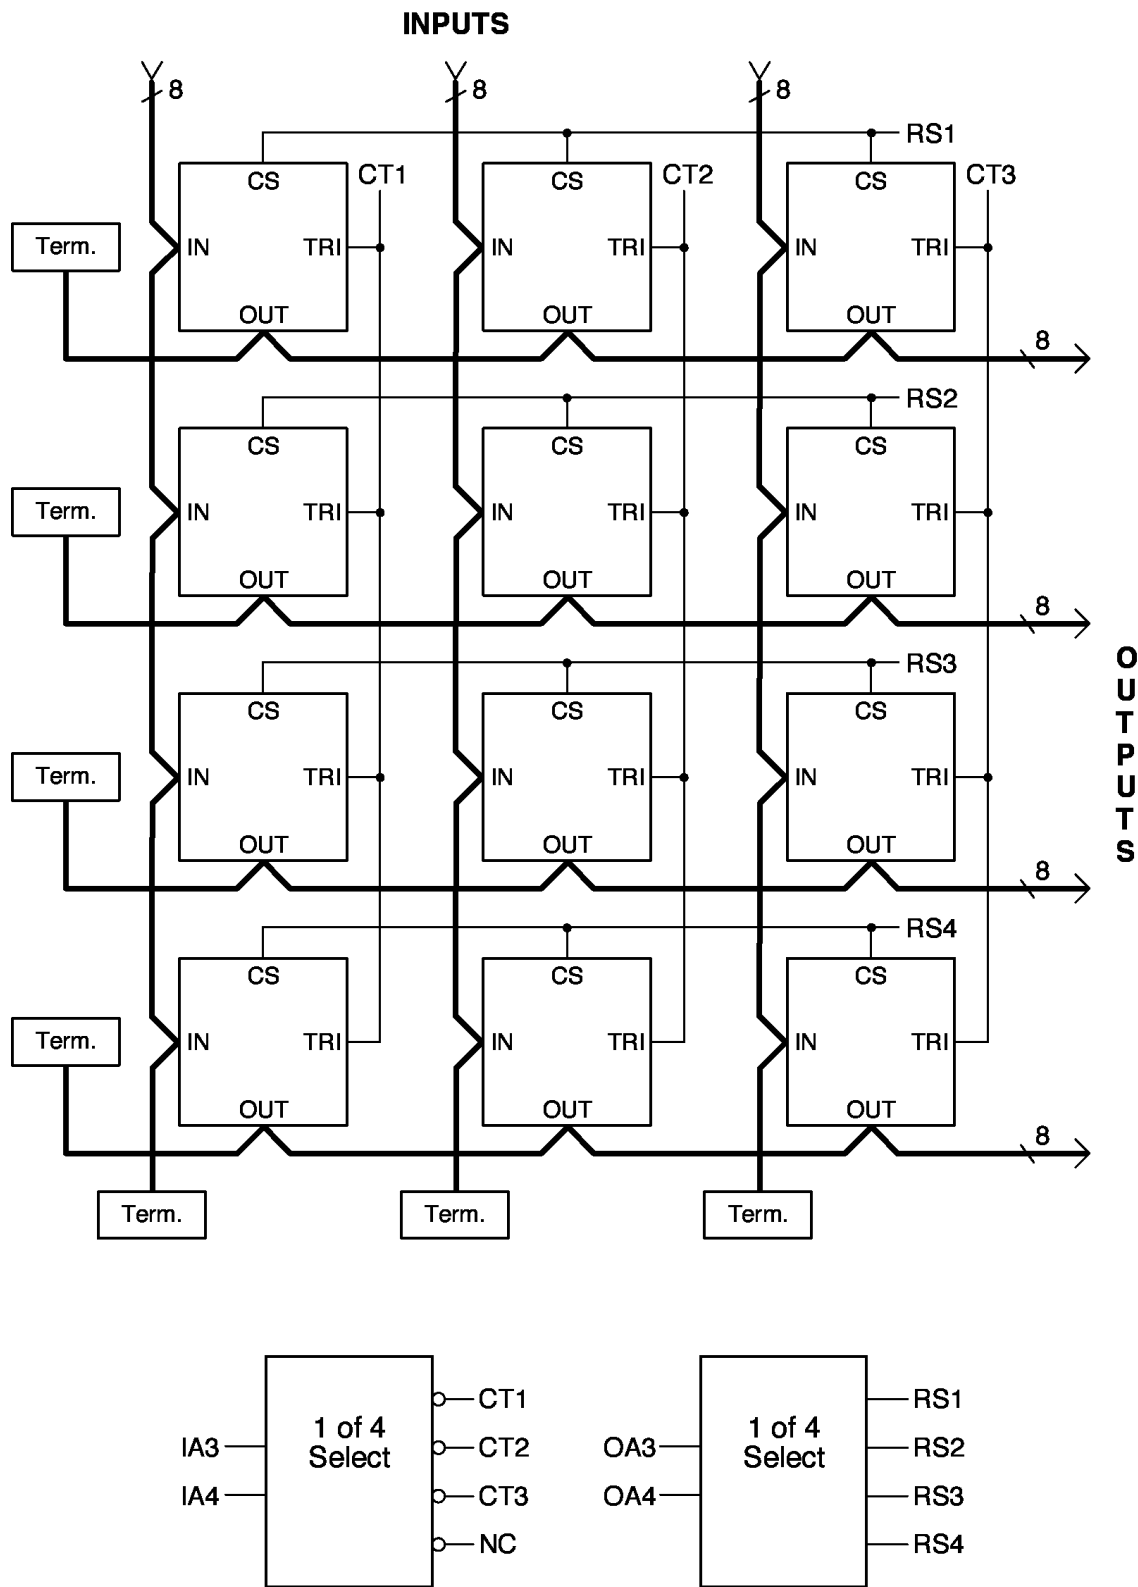 INPUTS
8 8 8
RS1
CT1 CT2 CT3
CS CS CS
Term. IN TRI IN TRI IN TRI
OUT OUT OUT
8
RS2
CS CS CS
Term. IN TRI IN TRI IN TRI
OUT OUT OUT
8
OUTPUTS
RS3
CS CS CS
Term. IN TRI IN TRI IN TRI
OUT OUT OUT
8
RS4
CS CS CS
Term. IN TRI IN TRI IN TRI
OUT OUT OUT
8
Term. Term. Term.
1 of 4
Select
IA3
IA4
CT1
CT2
CT3
NC
1 of 4
Select
OA3
OA4
RS1
RS2
RS3
RS4